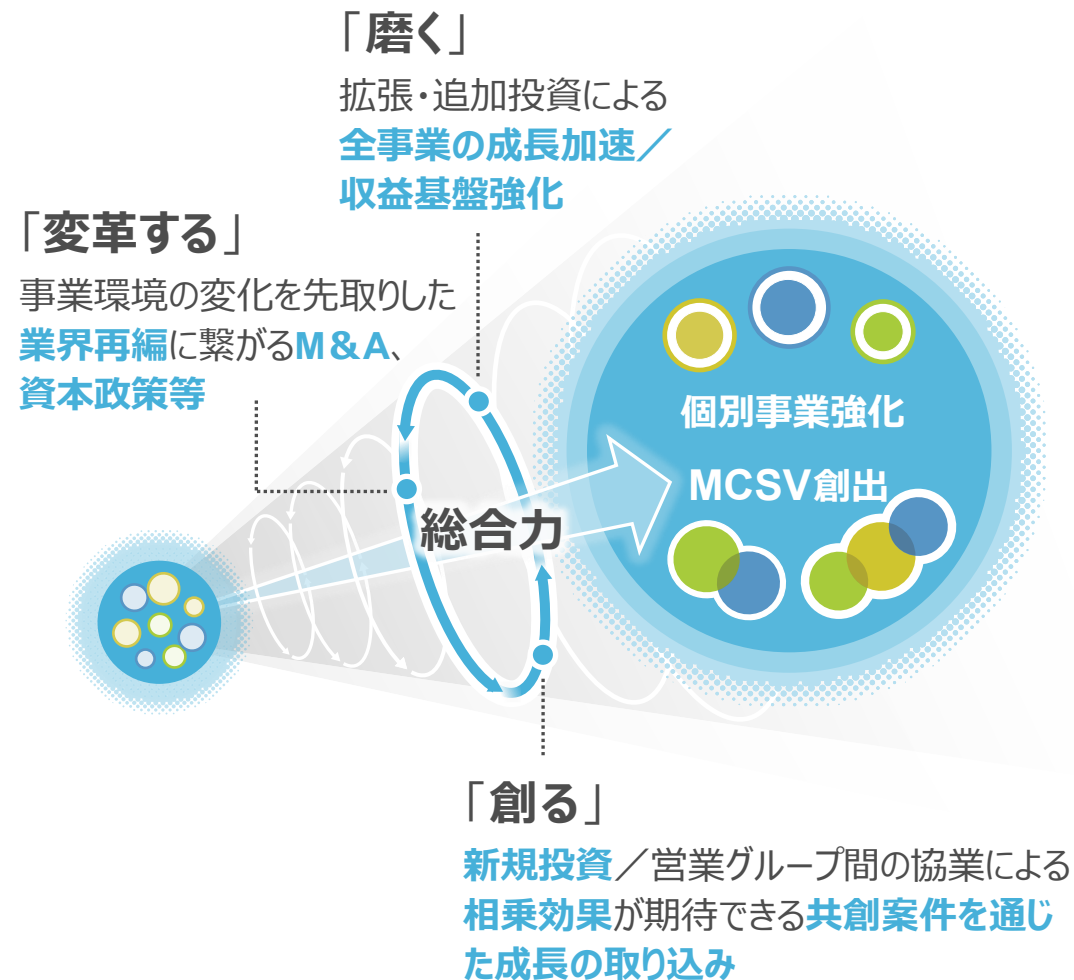 「磨く」
拡張・追加投資による
全事業の成長加速／
収益基盤強化
「変革する」
事業環境の変化を先取りした
業界再編に繋がるM&A、
資本政策等
個別事業強化
MCSV創出
総合力
「創る」
新規投資／営業グループ間の協業による
相乗効果が期待できる共創案件を通じ
た成長の取り込み